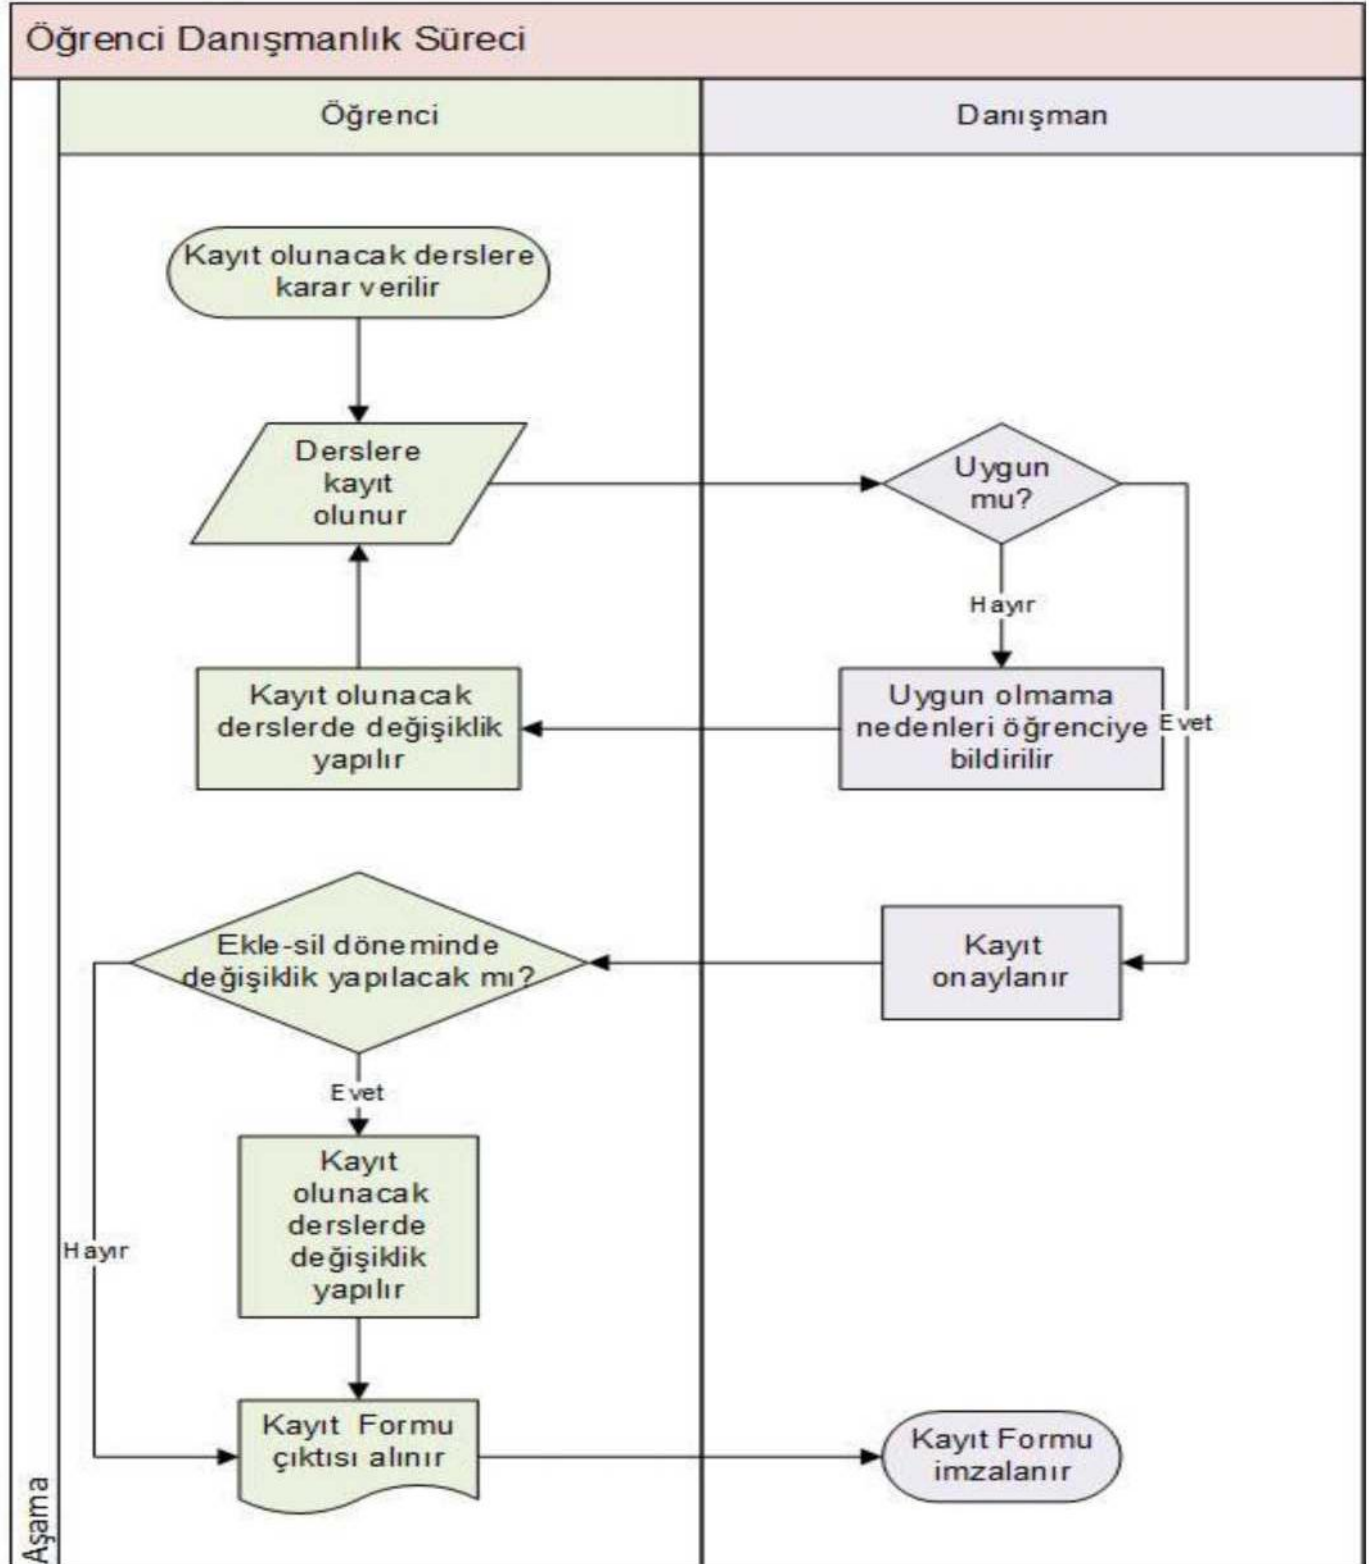 Öğrenci Danışmanlık Süreci
Öğrenci
Danışman
Kayıt olunacak derslere
karar verilir
Derslere
kayıt
olunur
Uygun
mu?
Hayır
Kayıt olunacak
derslerde değişiklik
yapılır
Uygun olmama
nedenleri öğrenciye
bildirilir
Evet
Ekle-sil döneminde
değişiklik yapılacak mı?
Kayıt
onaylanır
Evet
Kayıt
olunacak
derslerde
değişiklik
yapılır
Hayır
Kayıt Formu
çıktısı alınır
Kayıt Formu
imzalanır
Aşama